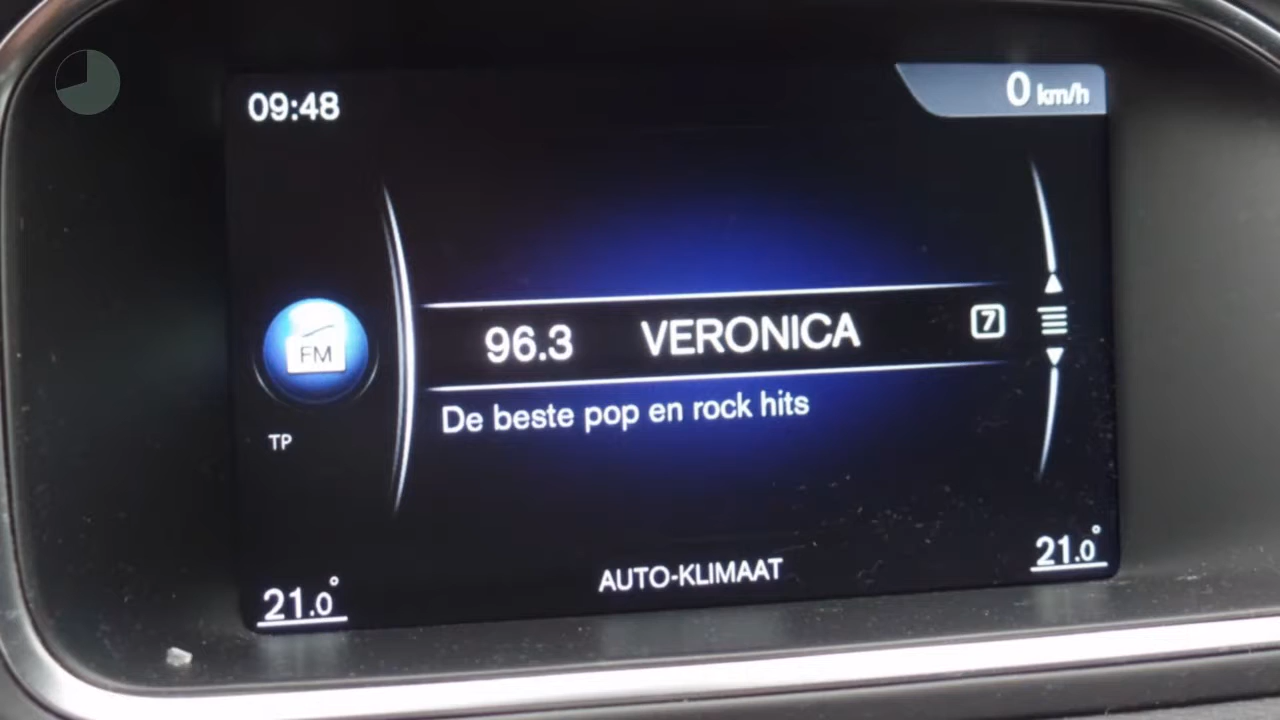 09:48
0 km/h
FM
96.3 VERONICA 7
De beste pop en rock hits
TP
AUTO-KLIMAAT
21.0°
21.0°